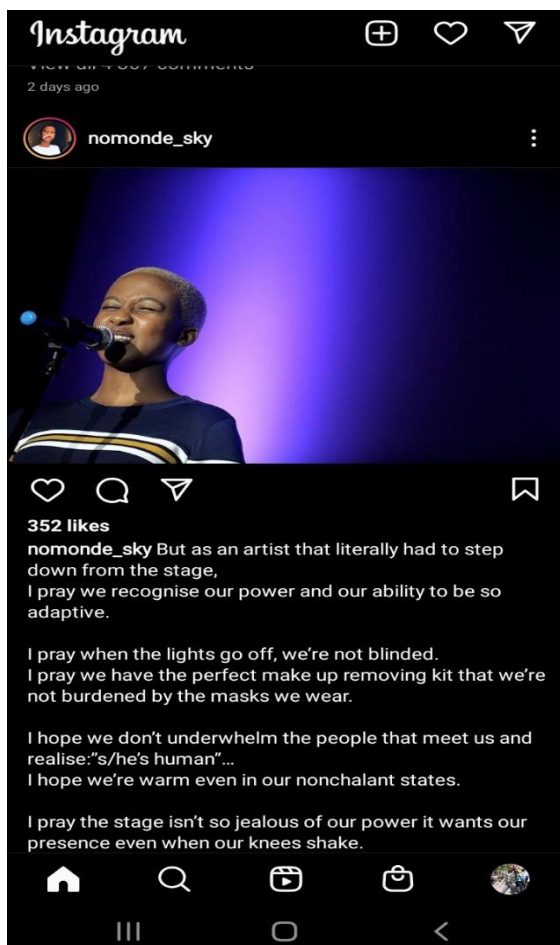 Instagram
View all 4 867 comments
2 days ago
nomonde_sky
352 likes
nomonde_sky But as an artist that literally had to step
down from the stage,
I pray we recognise our power and our ability to be so
adaptive.
I pray when the lights go off, we're not blinded.
I pray we have the perfect make up removing kit that we're
not burdened by the masks we wear.
I hope we don't underwhelm the people that meet us and
realise:"s/he's human"...
I hope we're warm even in our nonchalant states.
I pray the stage isn't so jealous of our power it wants our
presence even when our knees shake.